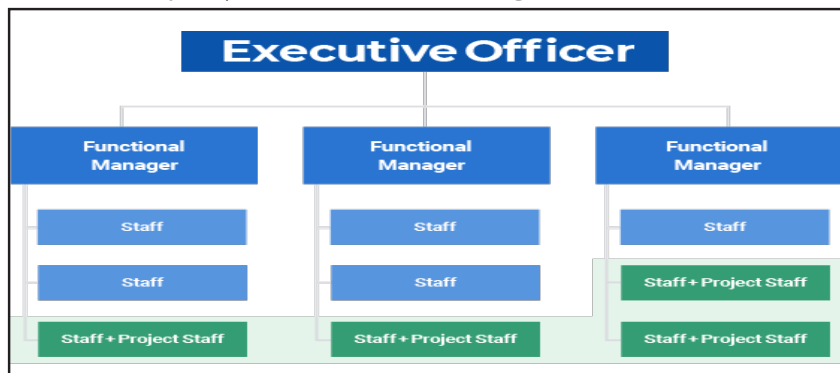 Executive Officer
Functional
Manager
Functional
Manager
Functional
Manager
Staff
Staff
Staff
Staff
Staff
Staff + Project Staff
Staff + Project Staff
Staff + Project Staff
Staff + Project Staff